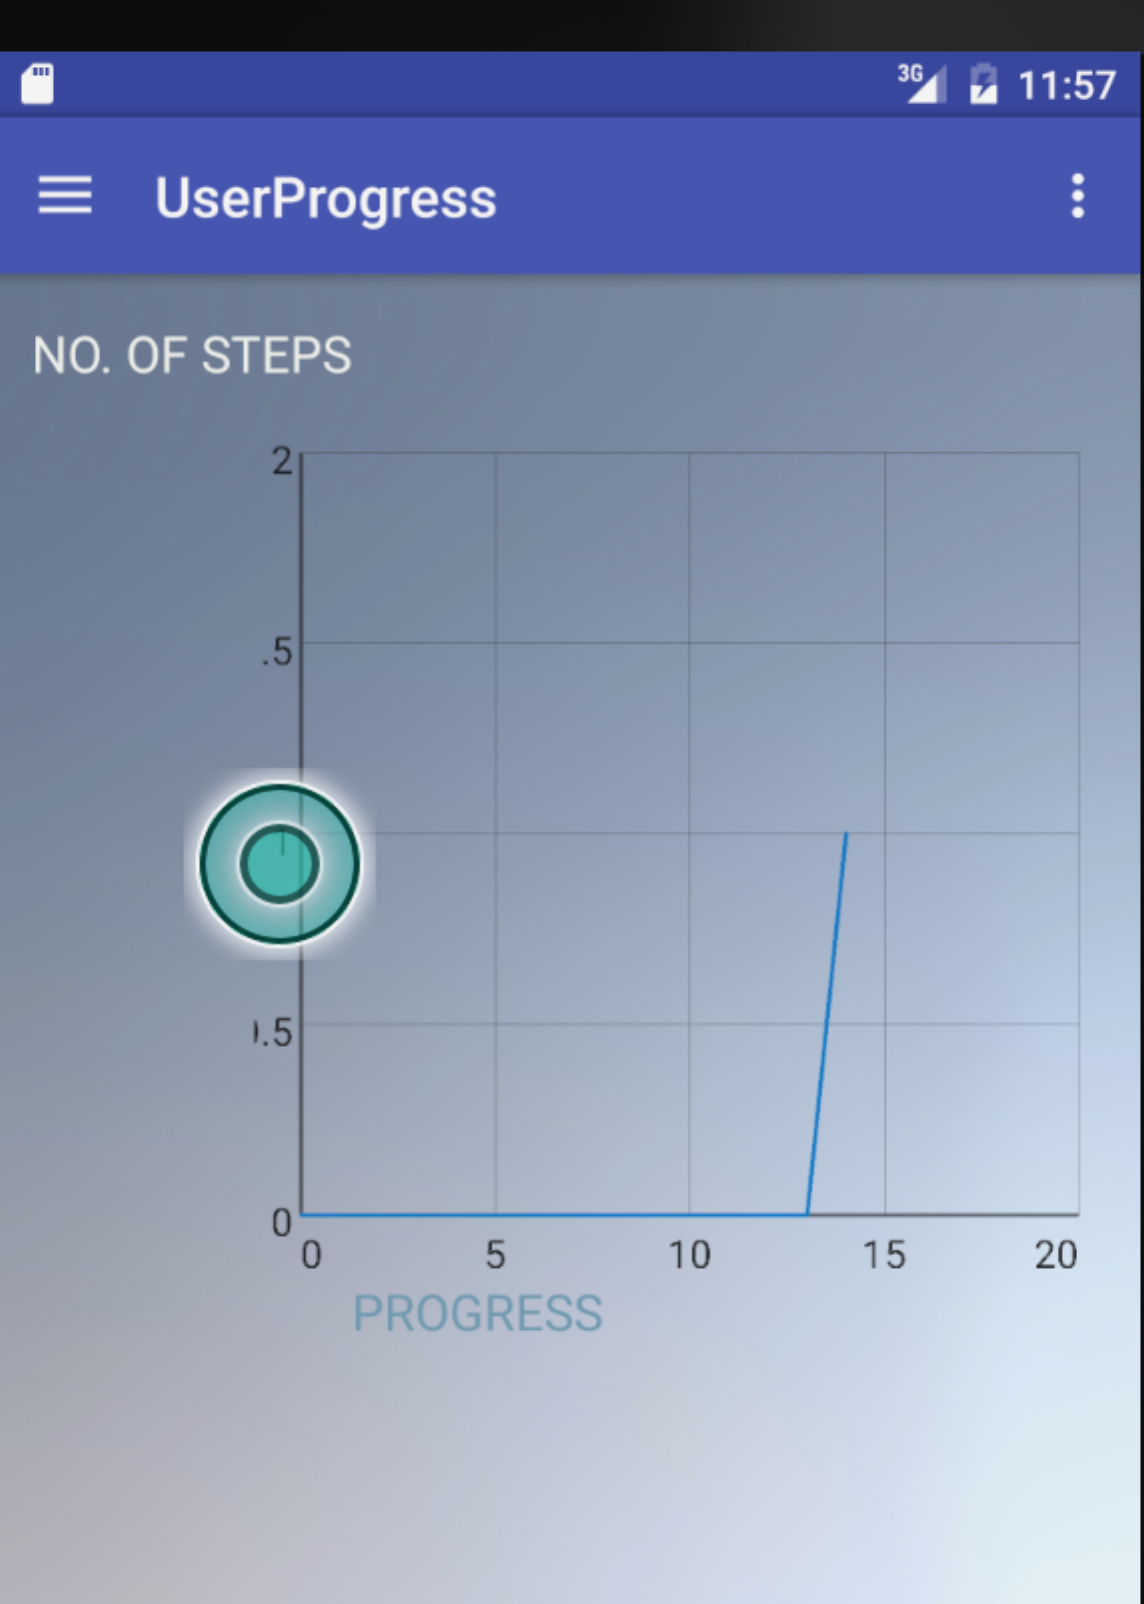 3G 11:57
UserProgress
NO. OF STEPS
2
.5
.5
0
0 5 10 15 20
PROGRESS